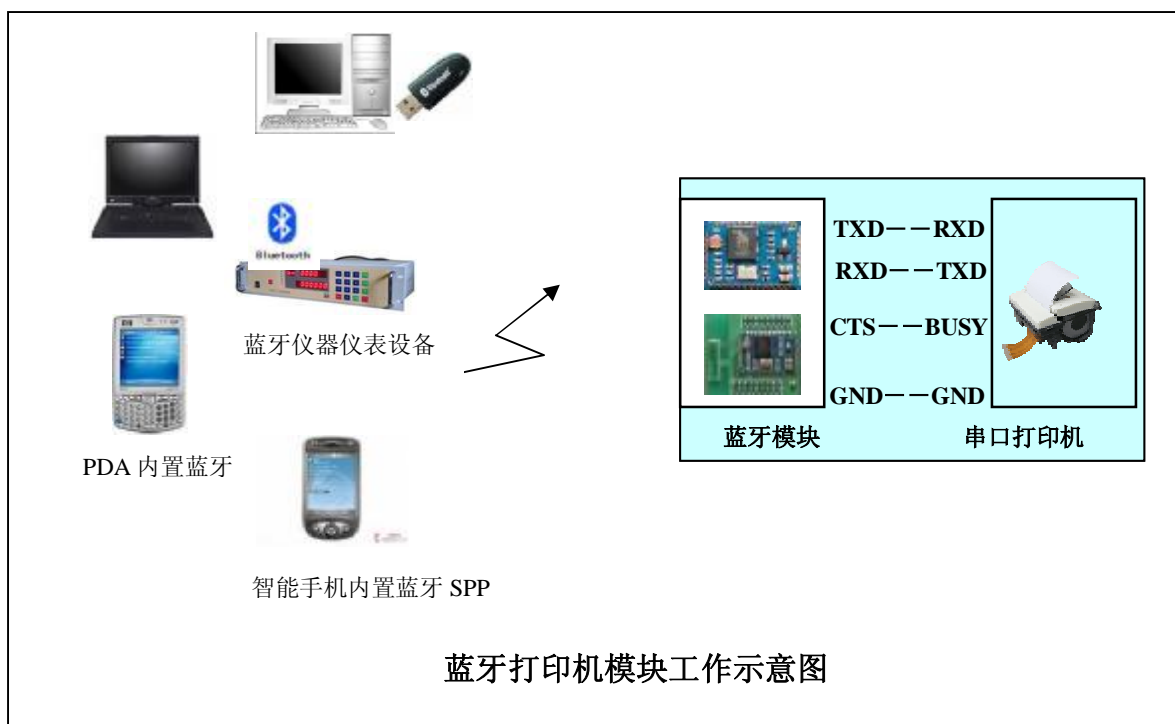 Bluetooth
蓝牙仪器仪表设备
PDA 内置蓝牙
智能手机内置蓝牙 SPP
TXD－－RXD
RXD－－TXD
CTS－－BUSY
GND－－GND
蓝牙模块
串口打印机
蓝牙打印机模块工作示意图